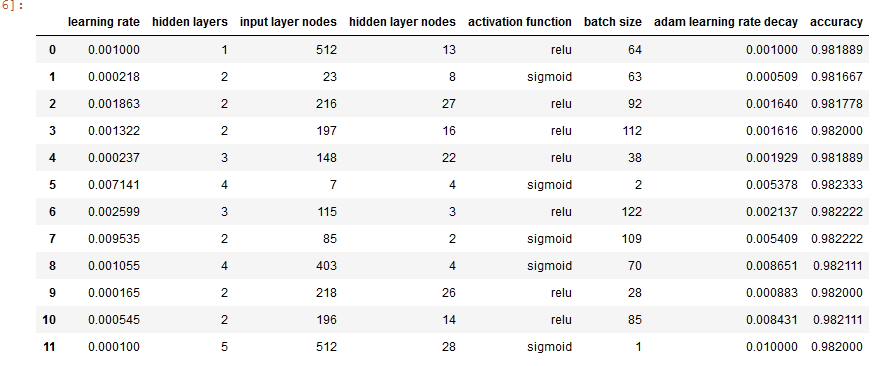 6]:
learning rate hidden layers input layer nodes hidden layer nodes activation function batch size adam learning rate decay accuracy
0 0.001000 1 512 13 relu 64 0.001000 0.981889
1 0.000218 2 23 8 sigmoid 63 0.000509 0.981667
2 0.001863 2 216 27 relu 92 0.001640 0.981778
3 0.001322 2 197 16 relu 112 0.001616 0.982000
4 0.000237 3 148 22 relu 38 0.001929 0.981889
5 0.007141 4 7 4 sigmoid 2 0.005378 0.982333
6 0.002599 3 115 3 relu 122 0.002137 0.982222
7 0.009535 2 85 2 sigmoid 109 0.005409 0.982222
8 0.001055 4 403 4 sigmoid 70 0.008651 0.982111
9 0.000165 2 218 26 relu 28 0.000883 0.982000
10 0.000545 2 196 14 relu 85 0.008431 0.982111
11 0.000100 5 512 28 sigmoid 1 0.010000 0.982000